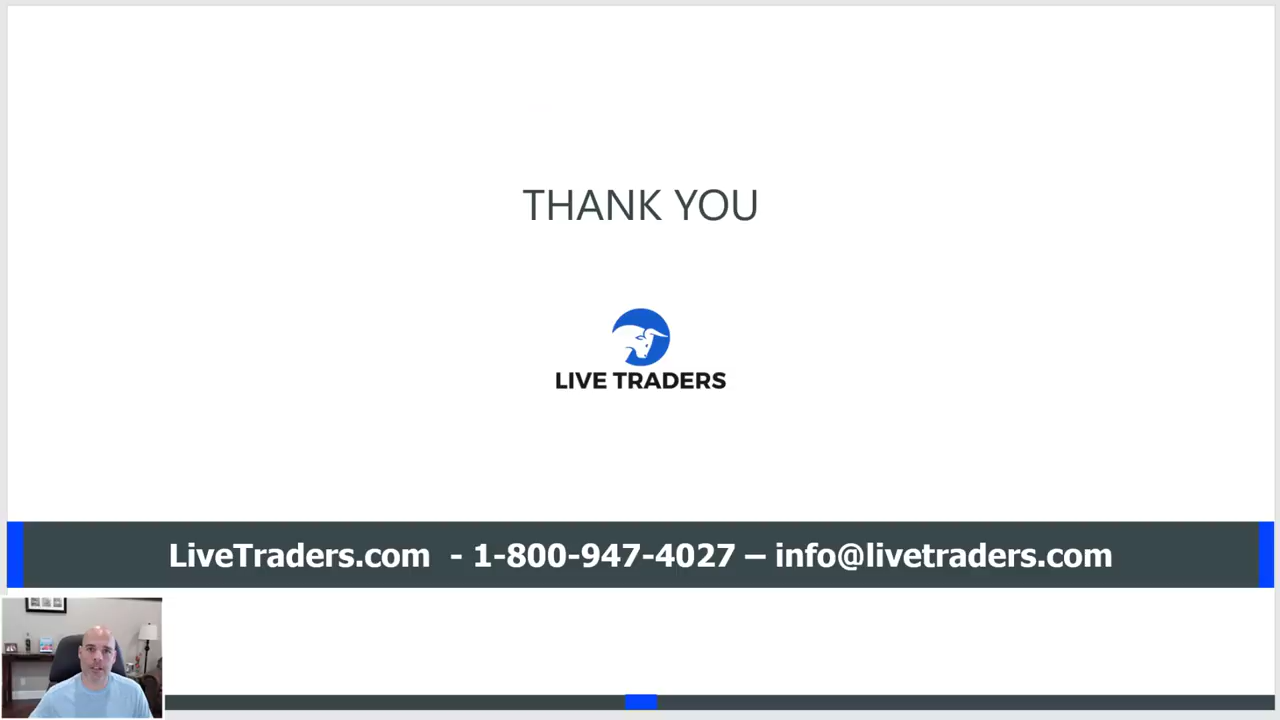 THANK YOU
LIVE TRADERS
LiveTraders.com - 1-800-947-4027 – info@livetraders.com